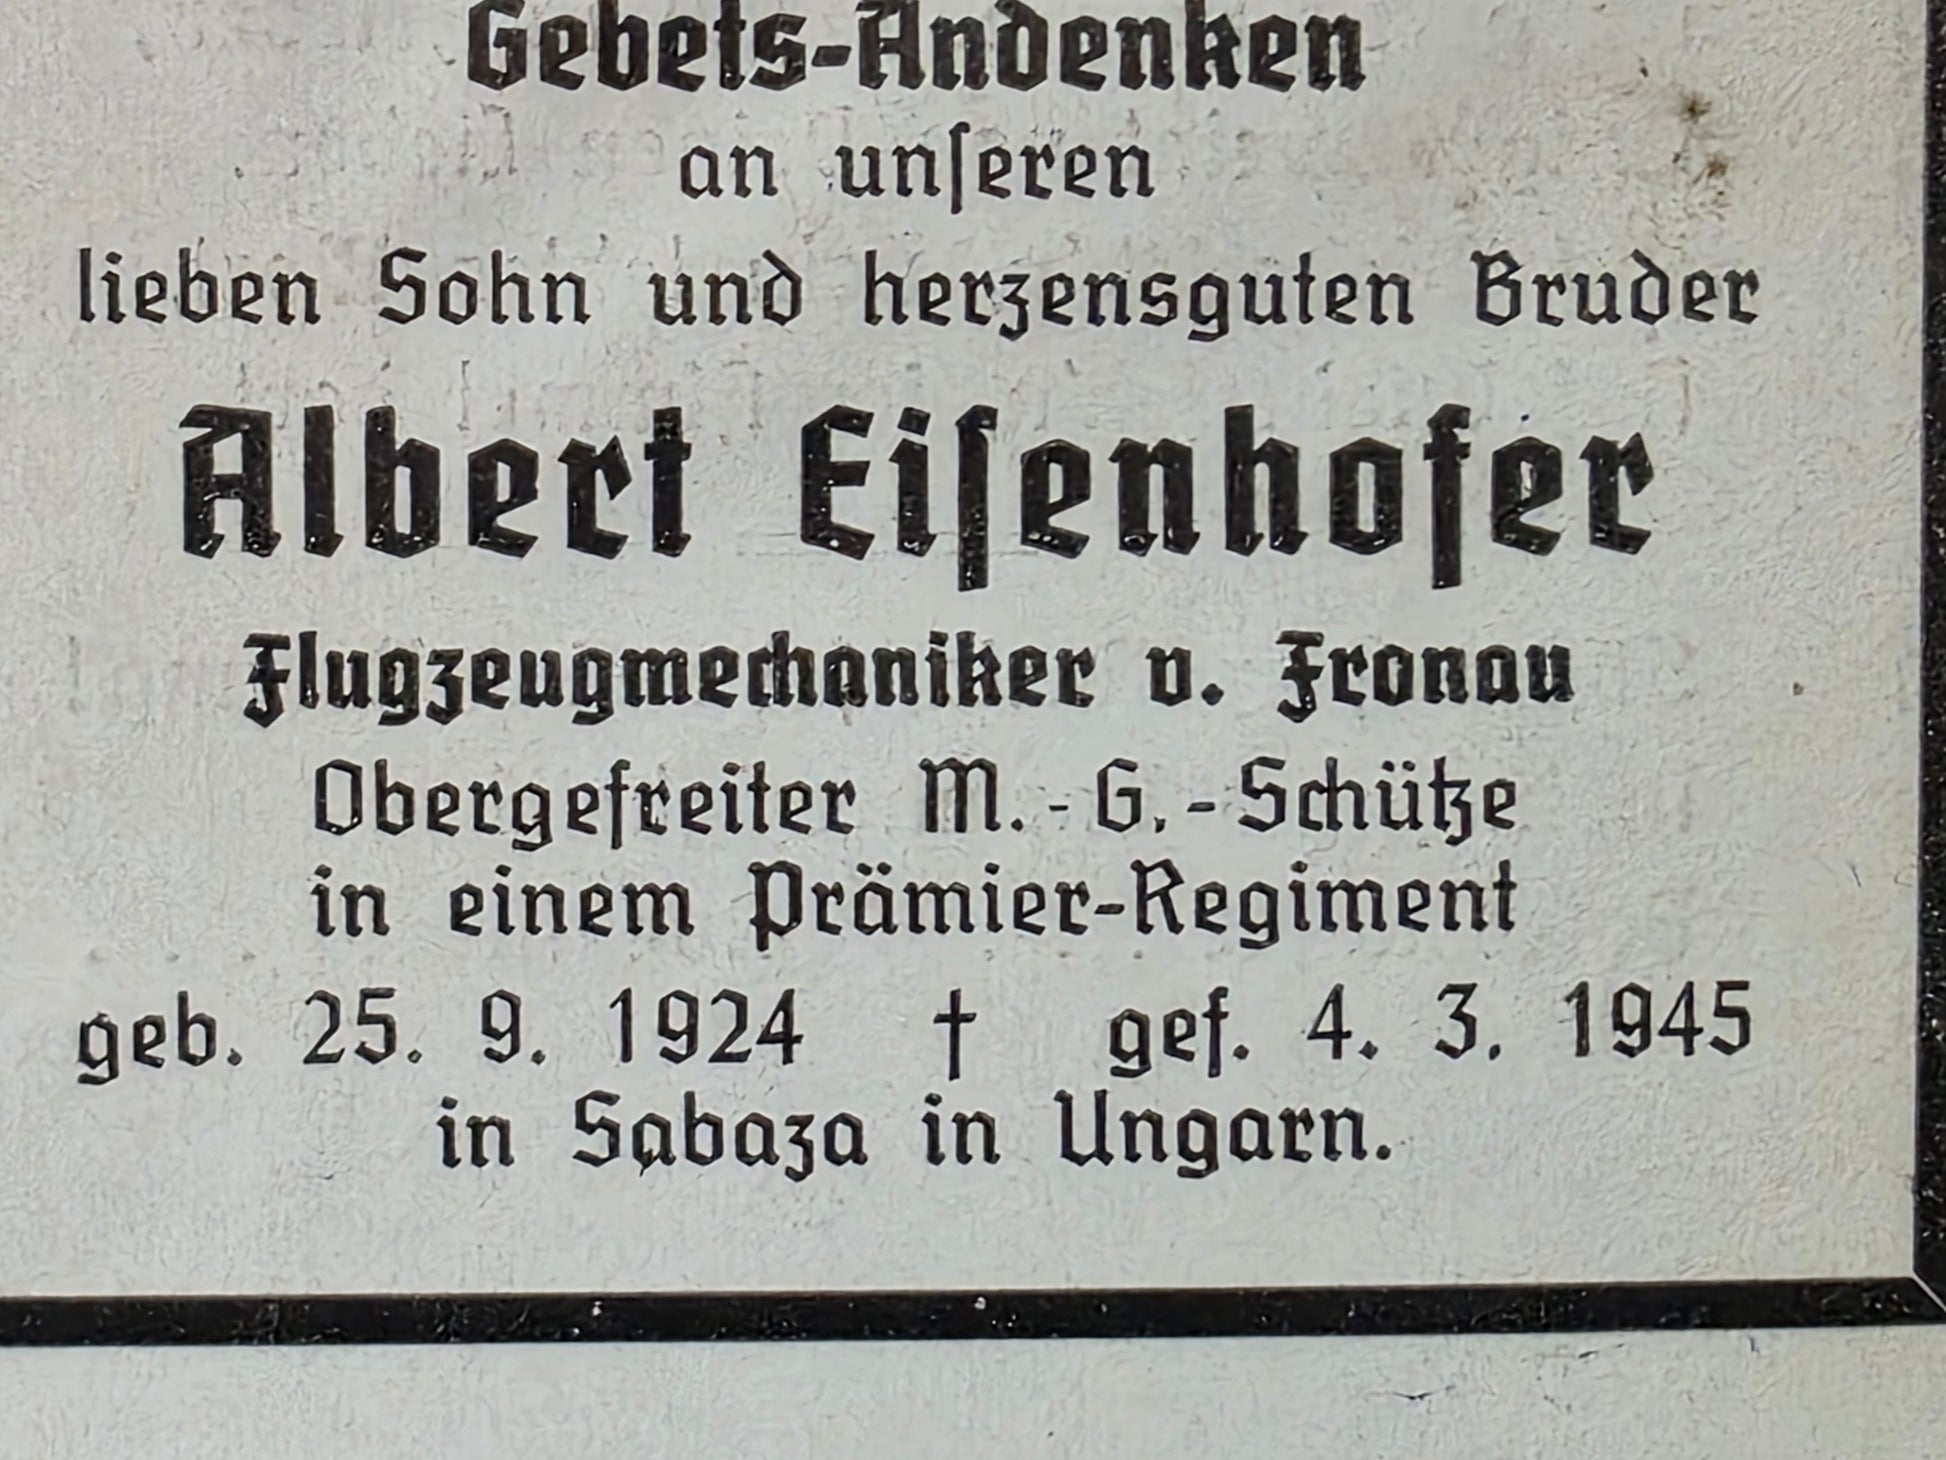 Gebets-Andenken
an unſeren
lieben Sohn und herzensguten Bruder
Albert Eiſenhofer
Flugzeugmechaniker v. Fronau
Obergefreiter M.-G.-Schütze
in einem Prämier-Regiment
geb. 25. 9. 1924 † gef. 4. 3. 1945
in Sabaza in Ungarn.